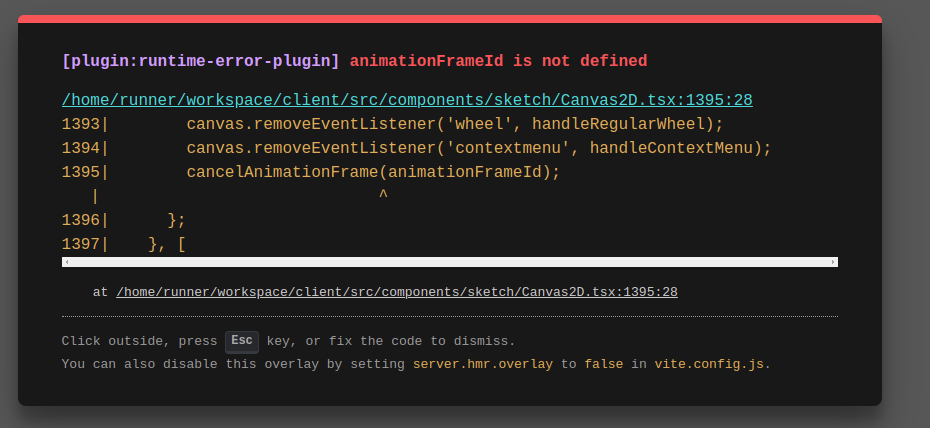 [plugin:runtime-error-plugin] animationFrameId is not defined
/home/runner/workspace/client/src/components/sketch/Canvas2D.tsx:1395:28
1393|        canvas.removeEventListener('wheel', handleRegularWheel);
1394|        canvas.removeEventListener('contextmenu', handleContextMenu);
1395|        cancelAnimationFrame(animationFrameId);
   |                             ^
1396|      };
1397|    }, [
at /home/runner/workspace/client/src/components/sketch/Canvas2D.tsx:1395:28
Click outside, press Esc key, or fix the code to dismiss.
You can also disable this overlay by setting server.hmr.overlay to false in vite.config.js.